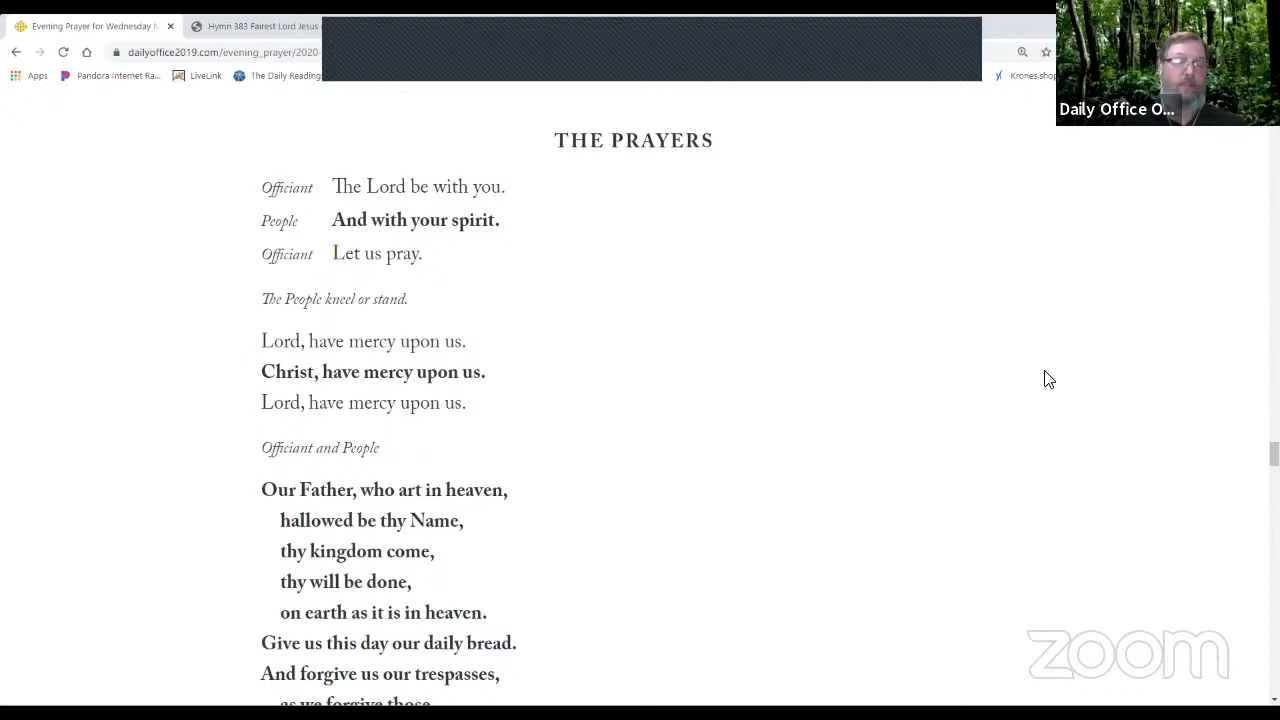 Evening Prayer for Wednesday N
Hymn 383 Fairest Lord Jesus
dailyoffice2019.com/evening_prayer/2020-
Apps
Pandora Internet Ra...
LiveLink
The Daily Readings
Krones.shop
Daily Office O...
THE PRAYERS
Officiant The Lord be with you.
People And with your spirit.
Officiant Let us pray.
The People kneel or stand.
Lord, have mercy upon us.
Christ, have mercy upon us.
Lord, have mercy upon us.
Officiant and People
Our Father, who art in heaven,
hallowed be thy Name,
thy kingdom come,
thy will be done,
on earth as it is in heaven.
Give us this day our daily bread.
And forgive us our trespasses,
as we forgive those
zoom